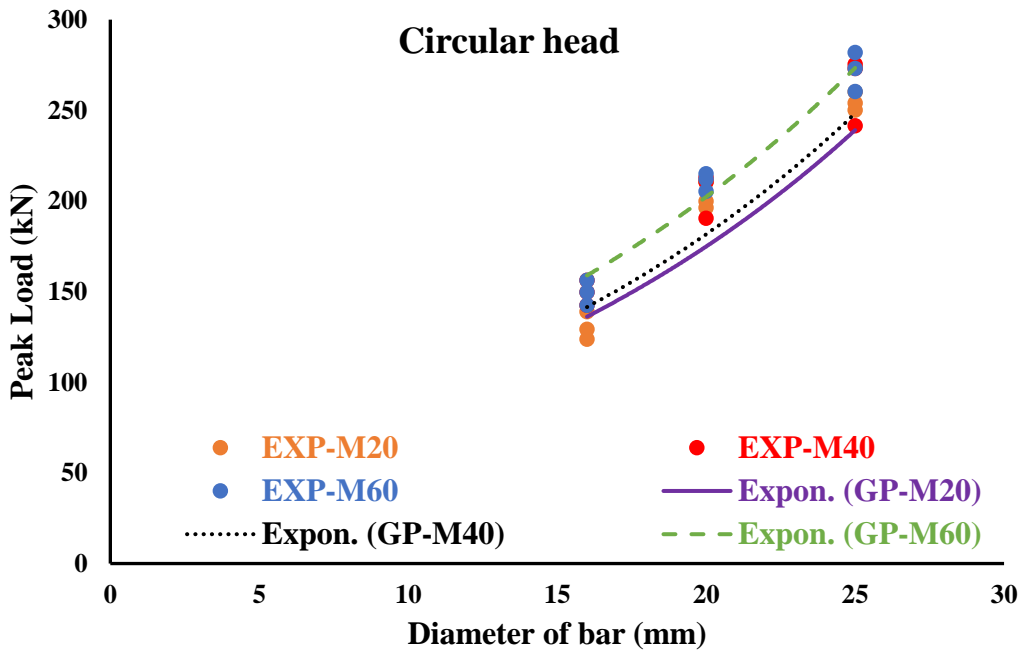 Circular head
Peak Load (kN)
300
250
200
150
100
50
0
EXP-M20
EXP-M40
EXP-M60
Expon. (GP-M20)
Expon. (GP-M40)
Expon. (GP-M60)
0 5 10 15 20 25 30
Diameter of bar (mm)